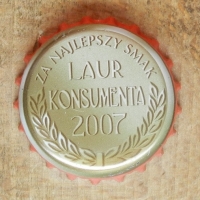 ZA NAJLEPSZY SMAK
LAUR
KONSUMENTA
2007